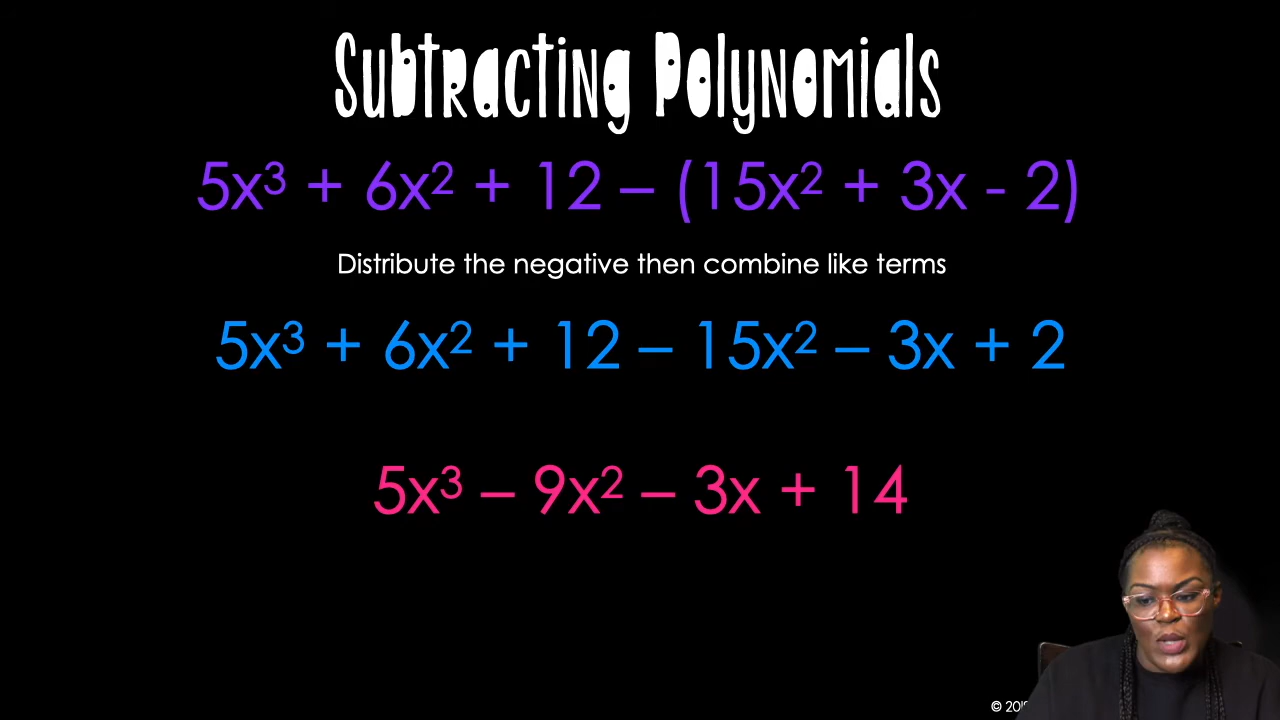 Subtracting Polynomials
5x³ + 6x² + 12 – (15x² + 3x - 2)
Distribute the negative then combine like terms
5x³ + 6x² + 12 – 15x² – 3x + 2
5x³ – 9x² – 3x + 14
©